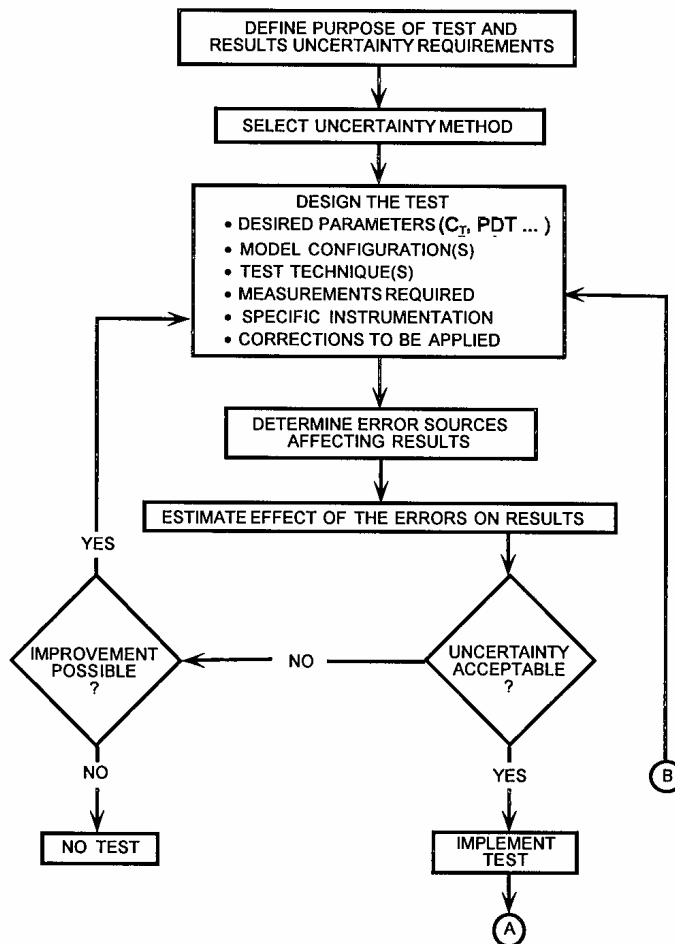 DEFINE PURPOSE OF TEST AND
RESULTS UNCERTAINTY REQUIREMENTS
SELECT UNCERTAINTY METHOD
DESIGN THE TEST
• DESIRED PARAMETERS (CT, PDT ... )
• MODEL CONFIGURATION(S)
• TEST TECHNIQUE(S)
• MEASUREMENTS REQUIRED
• SPECIFIC INSTRUMENTATION
• CORRECTIONS TO BE APPLIED
DETERMINE ERROR SOURCES
AFFECTING RESULTS
ESTIMATE EFFECT OF THE ERRORS ON RESULTS
YES
IMPROVEMENT
POSSIBLE
?
NO
UNCERTAINTY
ACCEPTABLE
?
NO
YES
B
NO TEST
IMPLEMENT
TEST
A